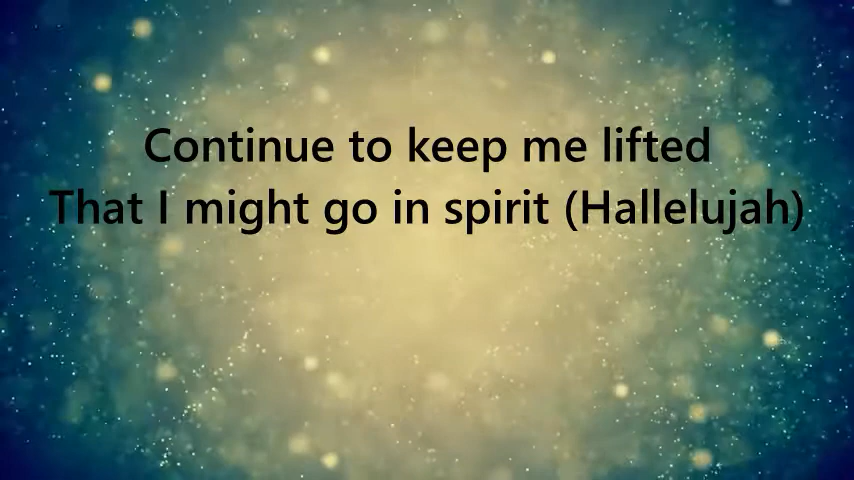 Continue to keep me lifted
That I might go in spirit (Hallelujah)